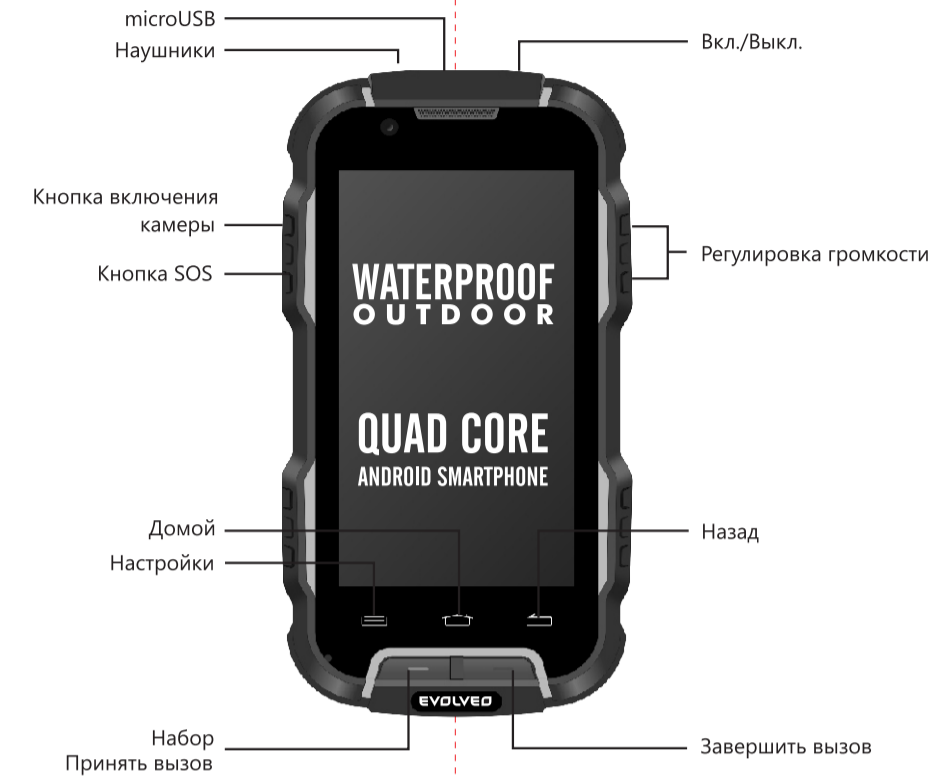 microUSB
Наушники
Вкл./Выкл.
Кнопка включения
камеры
Кнопка SOS
Регулировка громкости
WATERPROOF
OUTDOOR
QUAD CORE
ANDROID SMARTPHONE
Домой
Назад
Настройки
EVOLVEO
Набор
Принять вызов
Завершить вызов